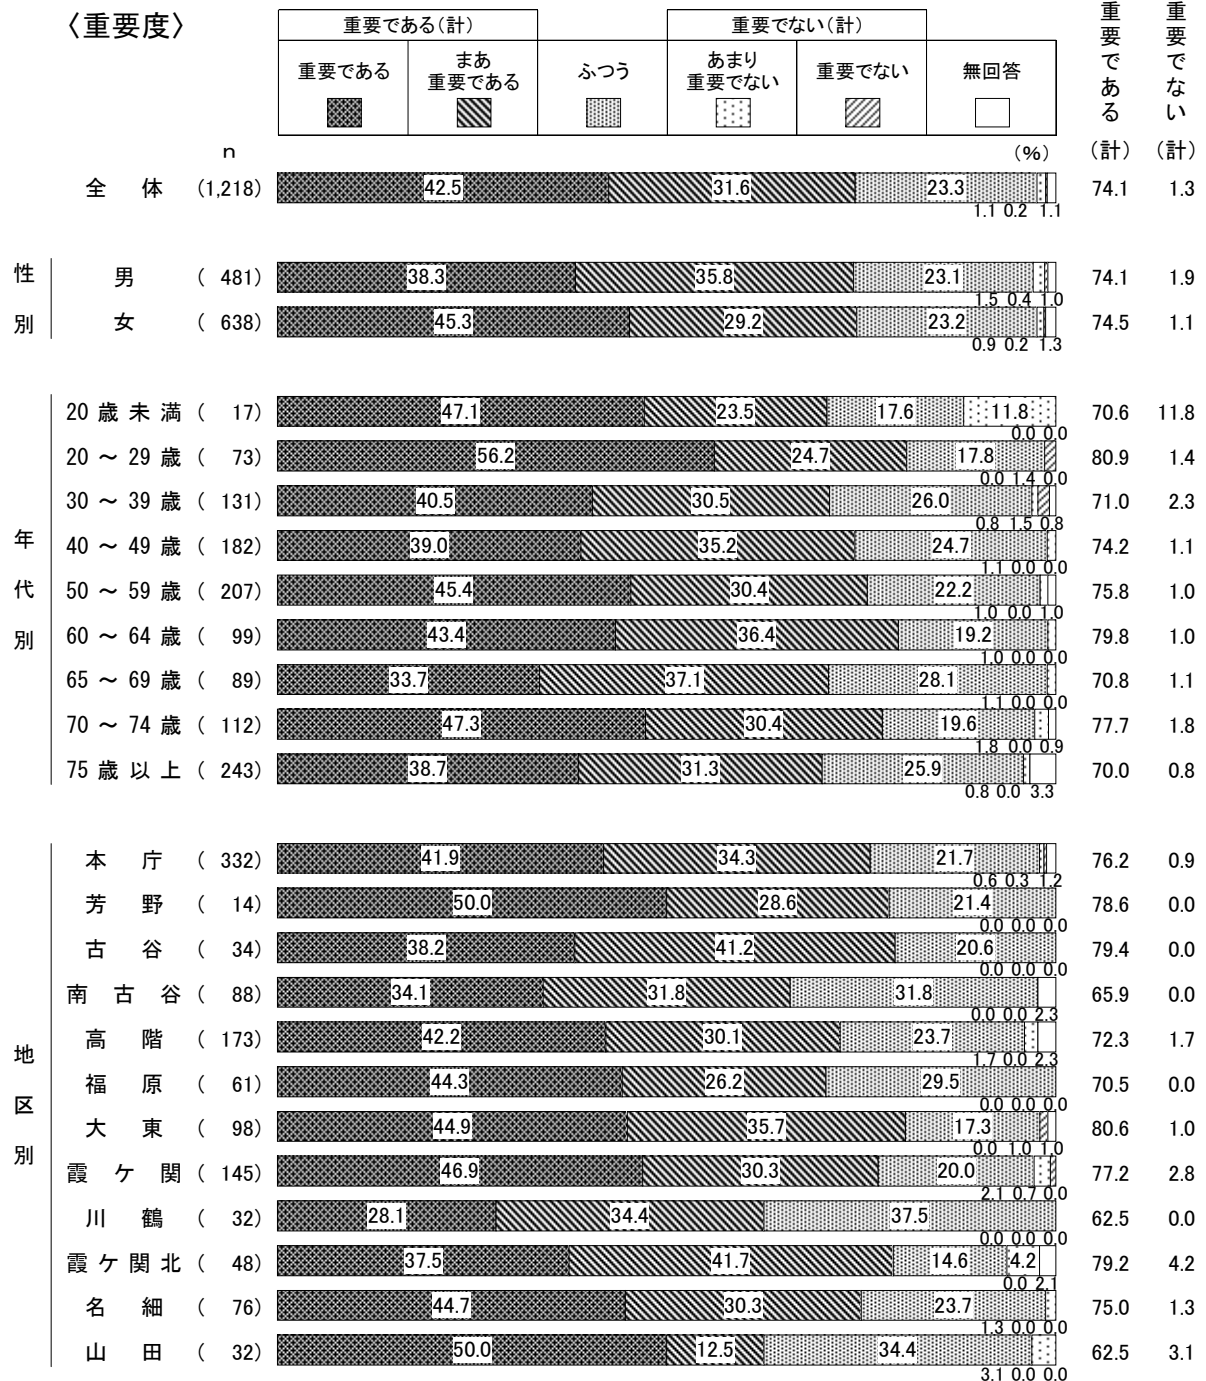 〈重要度〉
重要である(計)
重要でない(計)
重要である
まあ
重要である
ふつう
あまり
重要でない
重要でない
無回答
重要である
(計)
重要でない
(計)
n
(%)
全体 (1,218) 42.5 31.6 23.3 74.1 1.3
1.1 0.2 1.1
性別
男 ( 481) 38.3 35.8 23.1 74.1 1.9
1.5 0.4 1.0
女 ( 638) 45.3 29.2 23.2 74.5 1.1
0.9 0.2 1.3
年代別
20歳未満 ( 17) 47.1 23.5 17.6 11.8 70.6 11.8
0.0 0.0
20～29歳 ( 73) 56.2 24.7 17.8 80.9 1.4
0.0 1.4 0.0
30～39歳 ( 131) 40.5 30.5 26.0 71.0 2.3
0.8 1.5 0.8
40～49歳 ( 182) 39.0 35.2 24.7 74.2 1.1
1.1 0.0 0.0
50～59歳 ( 207) 45.4 30.4 22.2 75.8 1.0
1.0 0.0 1.0
60～64歳 ( 99) 43.4 36.4 19.2 79.8 1.0
1.0 0.0 0.0
65～69歳 ( 89) 33.7 37.1 28.1 70.8 1.1
1.1 0.0 0.0
70～74歳 ( 112) 47.3 30.4 19.6 77.7 1.8
1.8 0.0 0.9
75歳以上 ( 243) 38.7 31.3 25.9 70.0 0.8
0.8 0.0 3.3
地区別
本庁 ( 332) 41.9 34.3 21.7 76.2 0.9
0.6 0.3 1.2
芳野 ( 14) 50.0 28.6 21.4 78.6 0.0
0.0 0.0 0.0
古谷 ( 34) 38.2 41.2 20.6 79.4 0.0
0.0 0.0 0.0
南古谷 ( 88) 34.1 31.8 31.8 65.9 0.0
0.0 0.0 2.3
高階 ( 173) 42.2 30.1 23.7 72.3 1.7
1.7 0.0 2.3
福原 ( 61) 44.3 26.2 29.5 70.5 0.0
0.0 0.0 0.0
大東 ( 98) 44.9 35.7 17.3 80.6 1.0
0.0 1.0 1.0
霞ケ関 ( 145) 46.9 30.3 20.0 77.2 2.8
2.1 0.7 0.0
川鶴 ( 32) 28.1 34.4 37.5 62.5 0.0
0.0 0.0 0.0
霞ケ関北 ( 48) 37.5 41.7 14.6 4.2 79.2 4.2
0.0 2.1
名細 ( 76) 44.7 30.3 23.7 75.0 1.3
1.3 0.0 0.0
山田 ( 32) 50.0 12.5 34.4 62.5 3.1
3.1 0.0 0.0